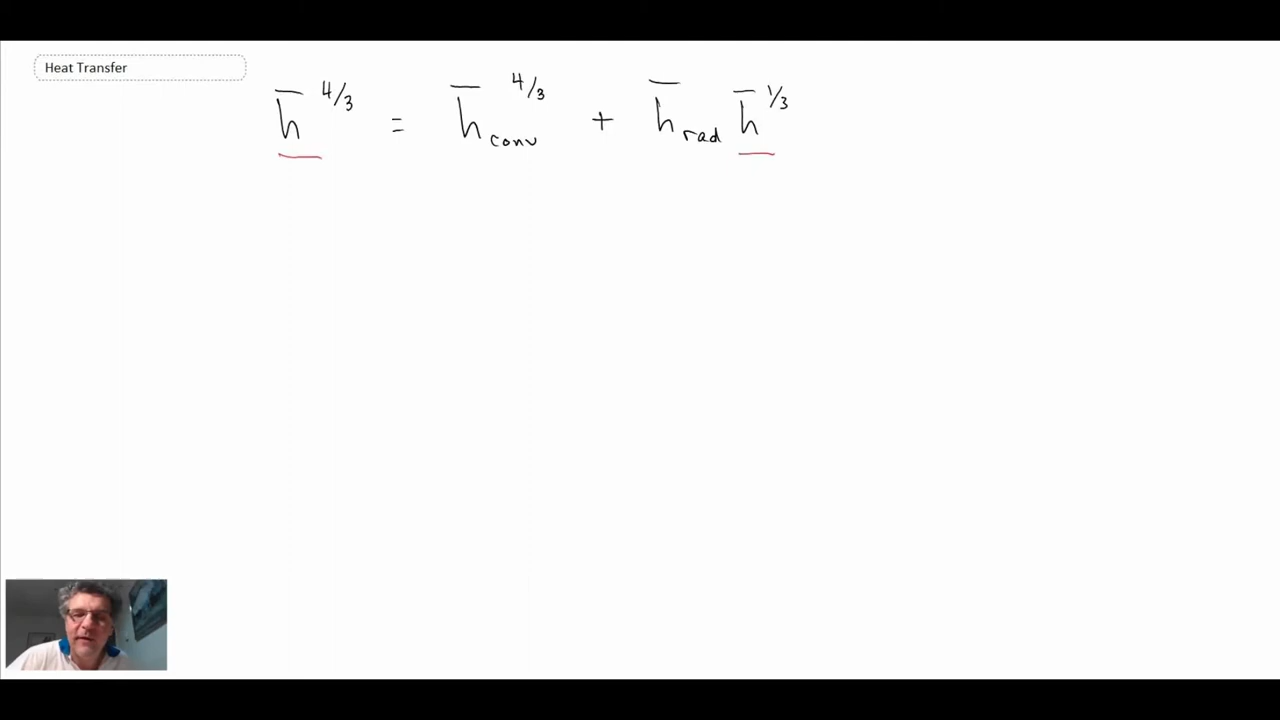 Heat Transfer
h̅^4/3 = h̅_conv^4/3 + h̅_rad h̅^1/3